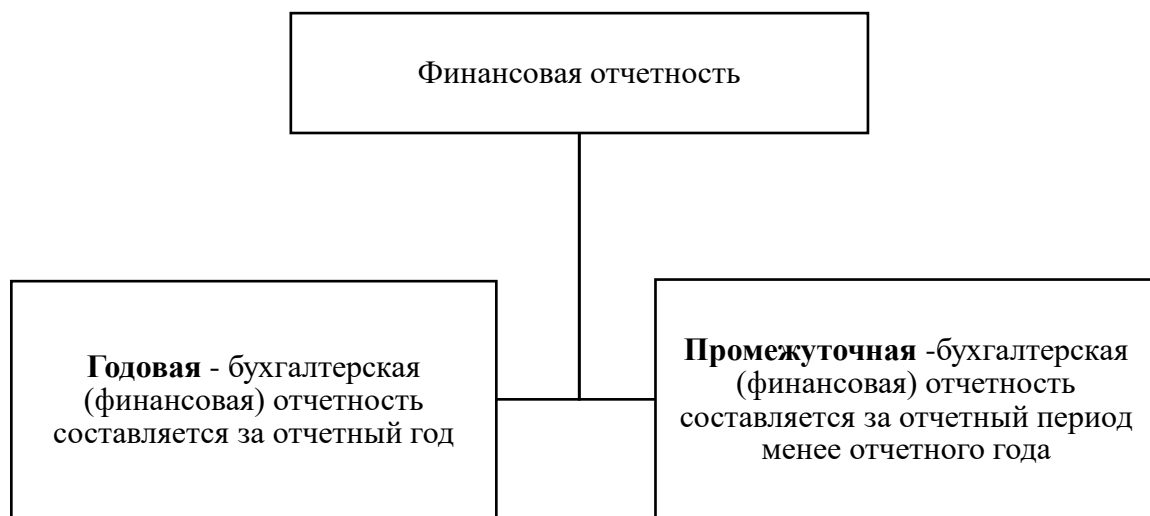 Финансовая отчетность
Годовая - бухгалтерская
(финансовая) отчетность
составляется за отчетный год
Промежуточная -бухгалтерская
(финансовая) отчетность
составляется за отчетный период
менее отчетного года